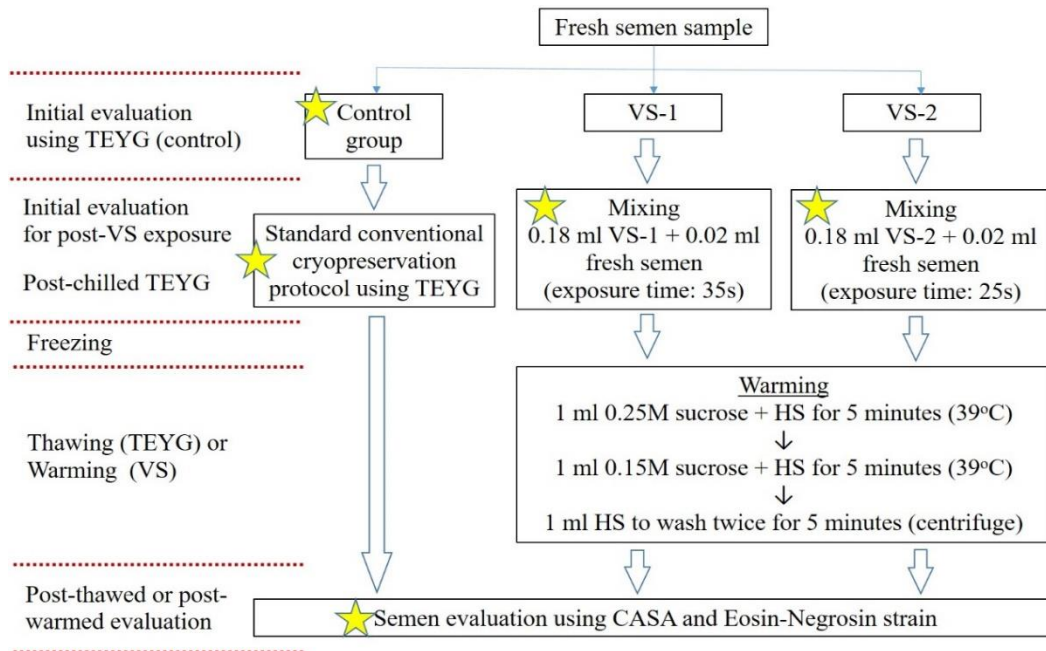 Fresh semen sample
Initial evaluation
using TEYG (control)
Control
group
VS-1
VS-2
Initial evaluation
for post-VS exposure
Post-chilled TEYG
Standard conventional
cryopreservation
protocol using TEYG
Mixing
0.18 ml VS-1 + 0.02 ml
fresh semen
(exposure time: 35s)
Mixing
0.18 ml VS-2 + 0.02 ml
fresh semen
(exposure time: 25s)
Freezing
Thawing (TEYG) or
Warming (VS)
Warming
1 ml 0.25M sucrose + HS for 5 minutes (39°C)
↓
1 ml 0.15M sucrose + HS for 5 minutes (39°C)
↓
1 ml HS to wash twice for 5 minutes (centrifuge)
Post-thawed or post-
warmed evaluation
Semen evaluation using CASA and Eosin-Negrosin strain